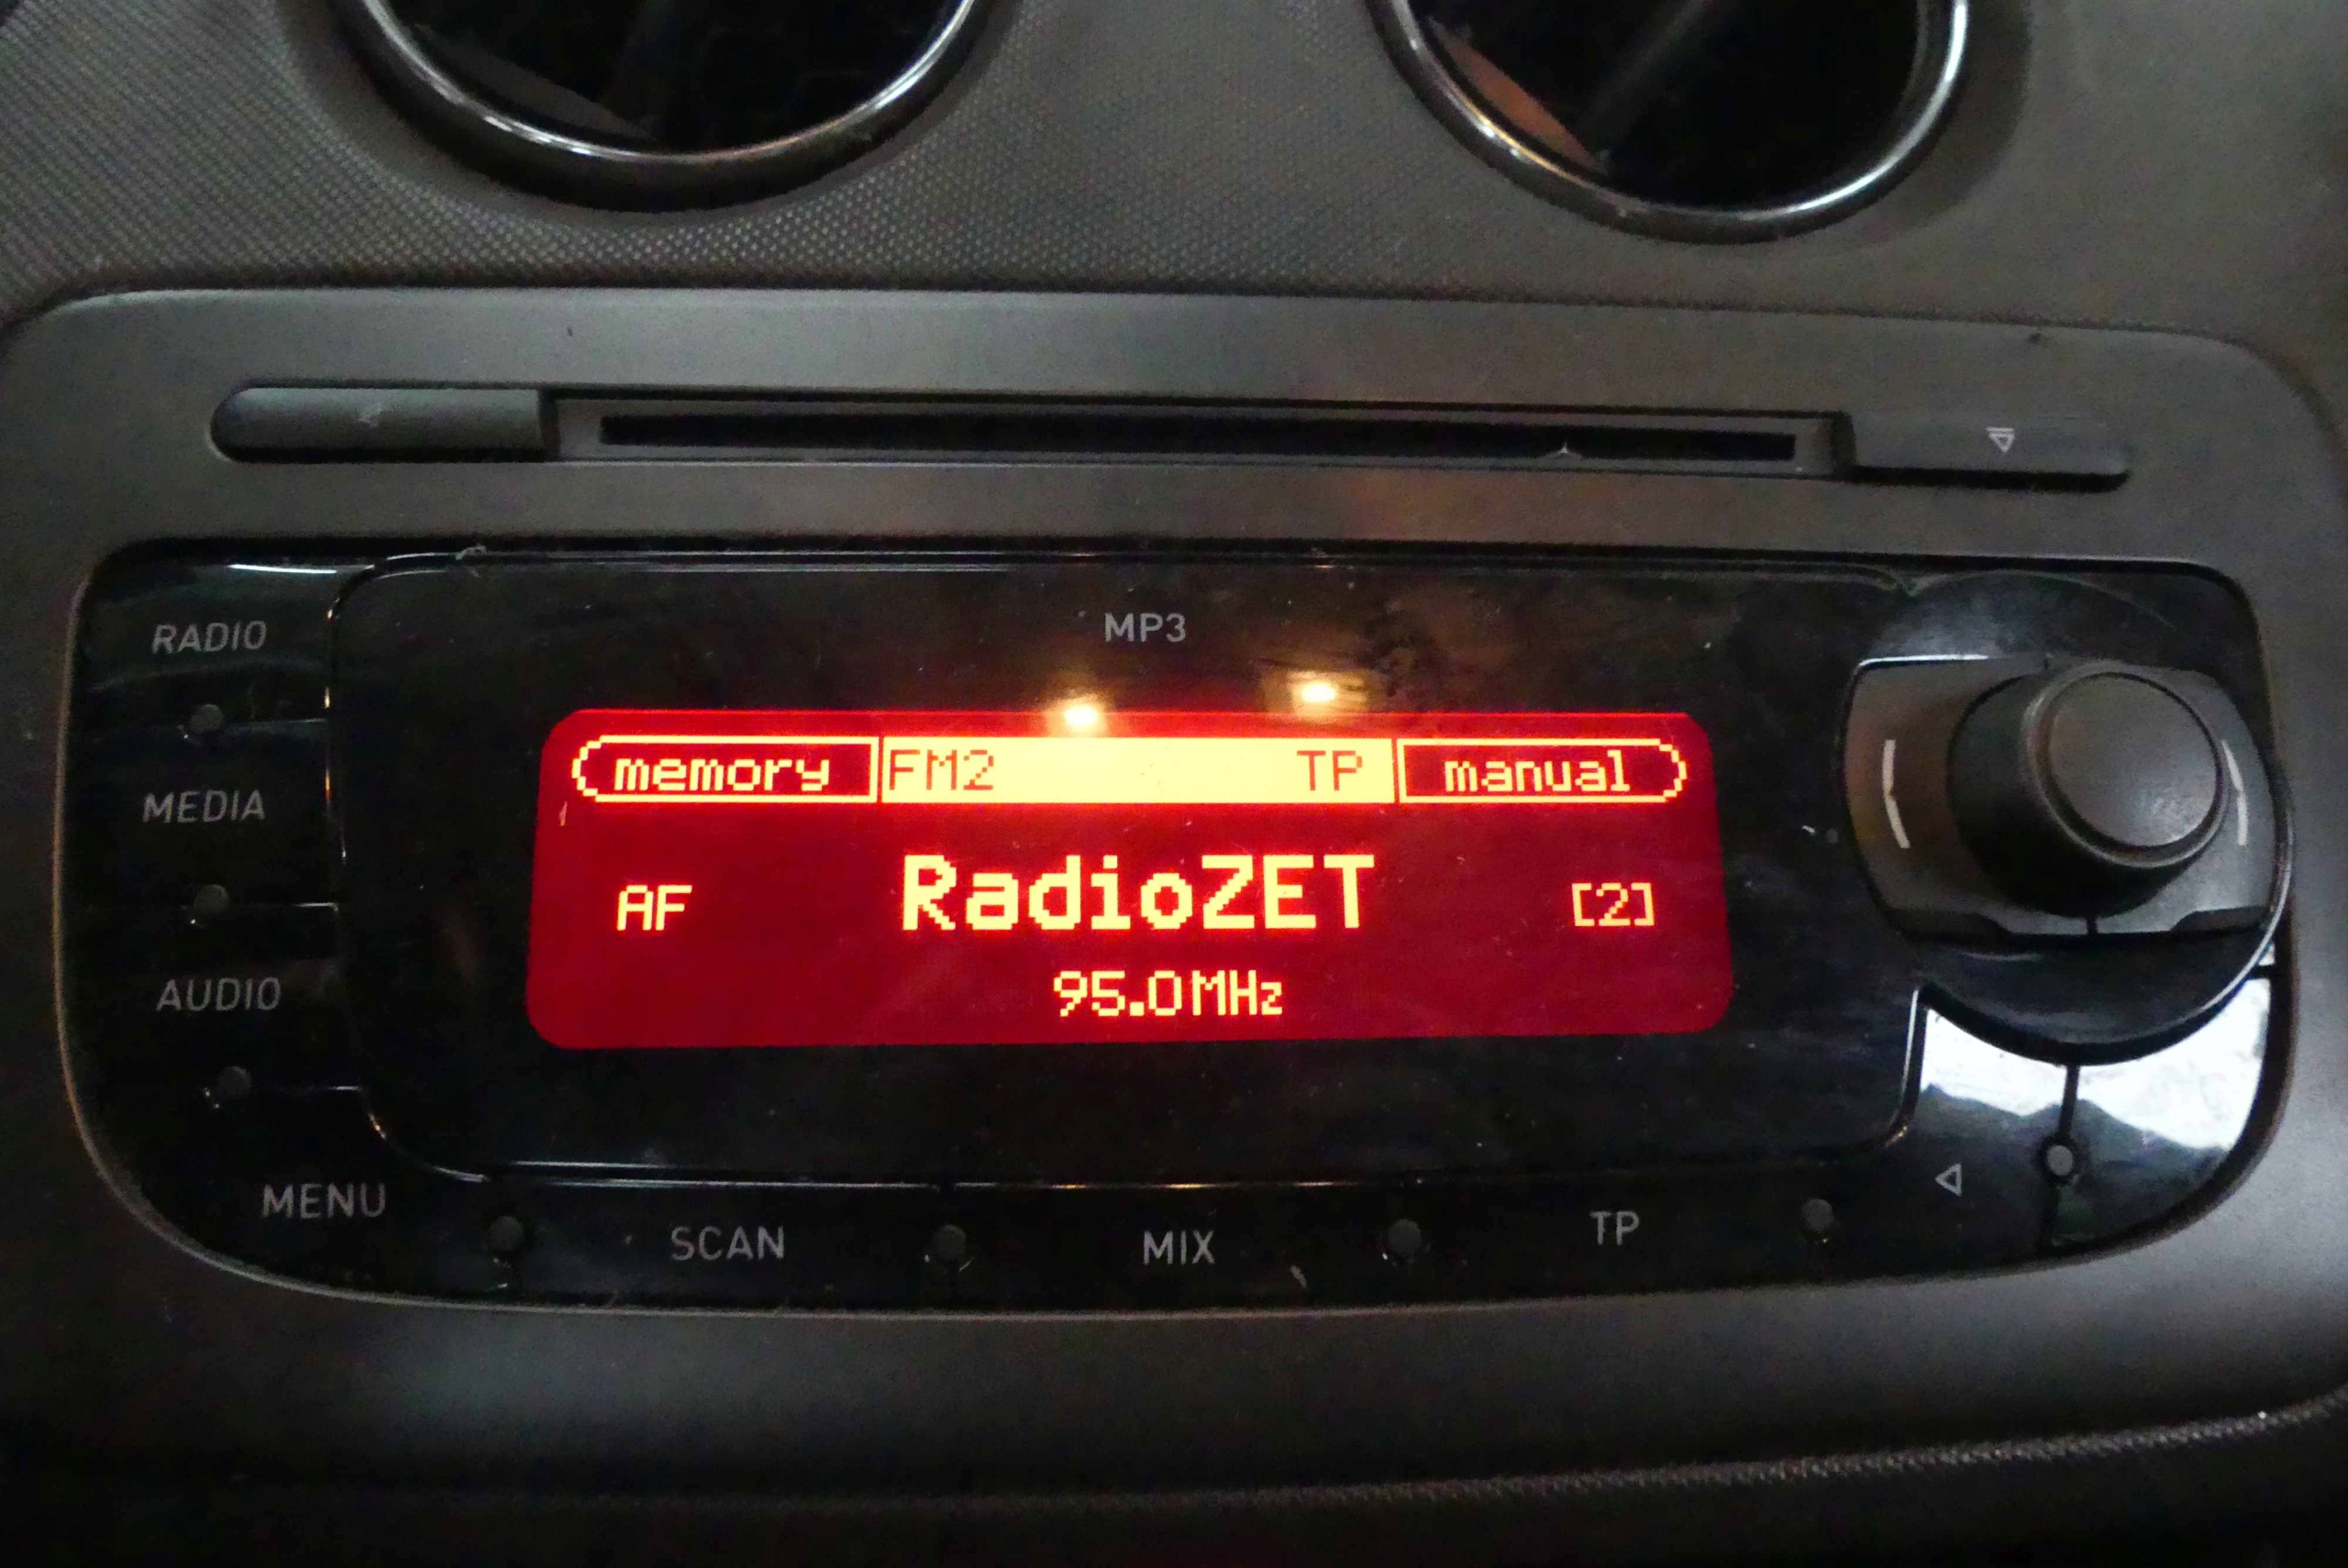 MP3
RADIO
MEDIA
AUDIO
MENU
memory FM2 TP manual
AF RadioZET [2]
95.0MHz
SCAN MIX TP